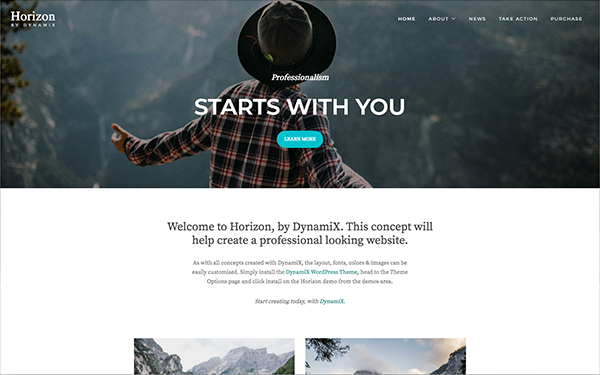 Horizon
BY DYNAMIX
HOME ABOUT NEWS TAKE ACTION PURCHASE
Professionalism
STARTS WITH YOU
LEARN MORE
Welcome to Horizon, by DynamiX. This concept will
help create a professional looking website.
As with all concepts created with DynamiX, the layout, fonts, colors & images can be
easily customized. Simply install the DynamiX WordPress Theme, head to the Theme
Options page and click install on the Horizon demo from the demos area.
Start creating today, with DynamiX.